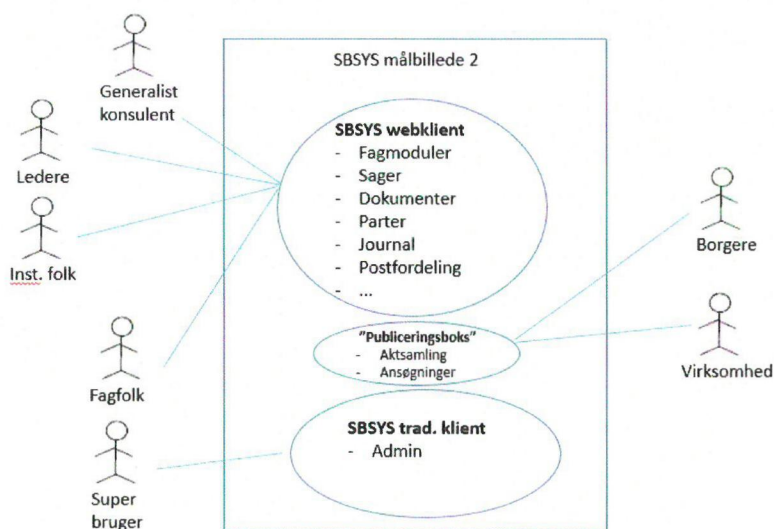 SBSYS målbillede 2
Generalist
konsulent
Ledere
Inst. folk
Fagfolk
Super
bruger
SBSYS webklient
- Fagmoduler
- Sager
- Dokumenter
- Parter
- Journal
- Postfordeling
- ...
"Publiceringsboks"
- Aktsamling
- Ansøgninger
SBSYS trad. klient
- Admin
Borgere
Virksomhed